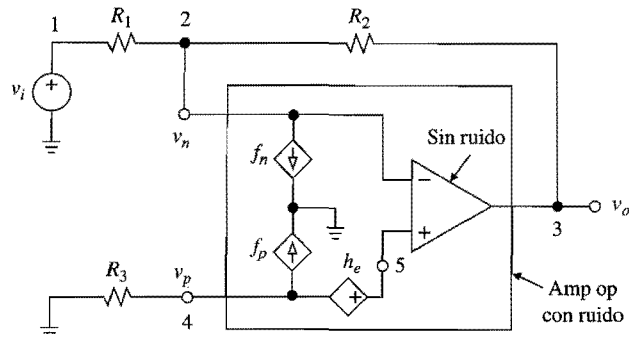 1
R1
2
R2
vi
+
vn
fn
Sin ruido
−
+
vo
3
fp
he
+
5
R3
vp
4
Amp op
con ruido